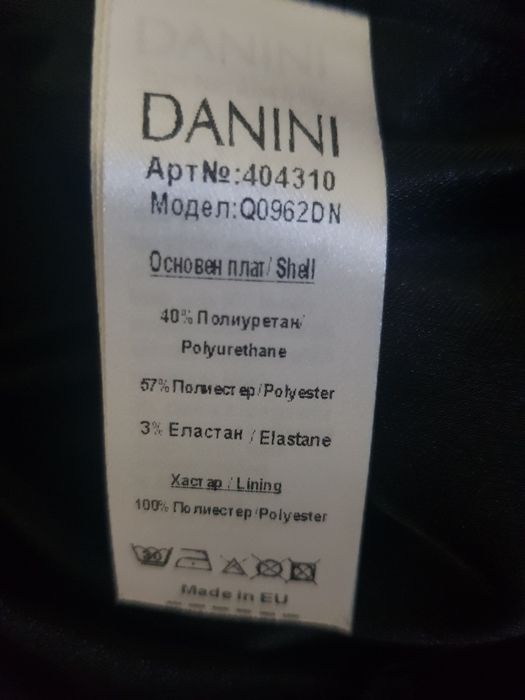 DANINI
Арт№:404310
Модел:Q0962DN
Основен плат/ Shell
40% Полиуретан/
Polyurethane
57% Полиестер/Polyester
3% Еластан / Elastane
Хастар / Lining
100% Полиестер/Polyester
30
Made in EU